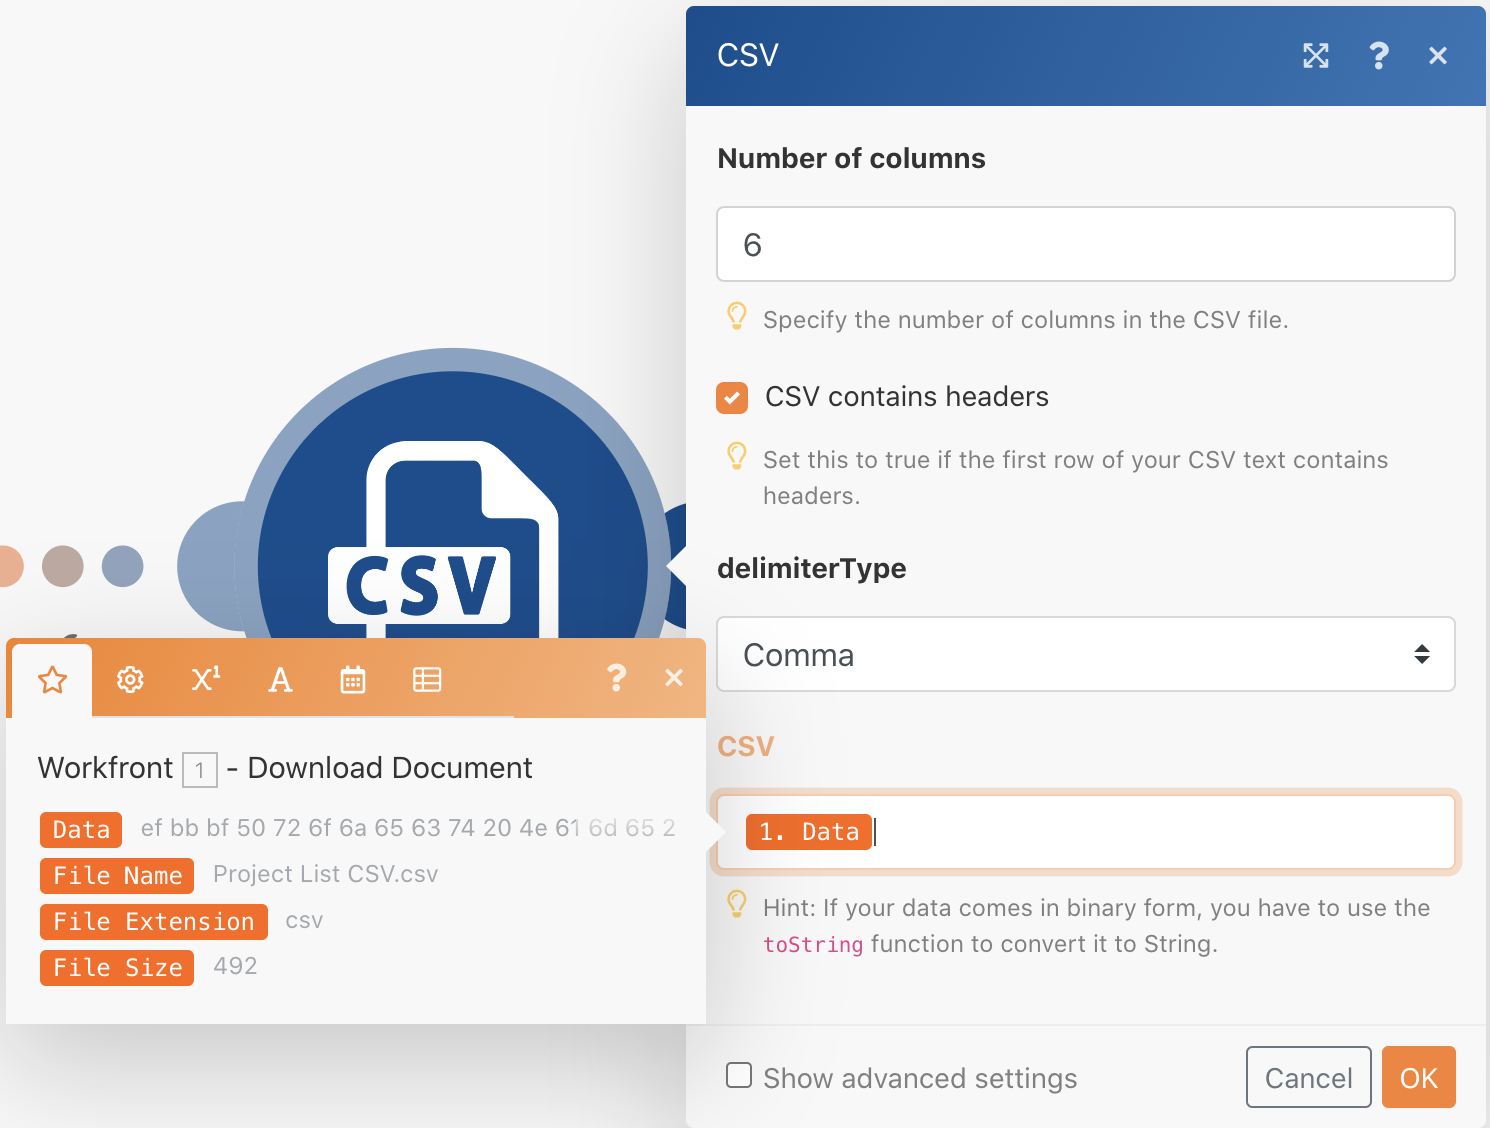 CSV
Number of columns
6
Specify the number of columns in the CSV file.
CSV contains headers
Set this to true if the first row of your CSV text contains
headers.
delimiterType
Comma
CSV
1. Data
Hint: If your data comes in binary form, you have to use the
toString function to convert it to String.
Show advanced settings
Cancel
OK
CSV
Workfront 1 - Download Document
Data ef bb bf 50 72 6f 6a 65 63 74 20 4e 61 6d 65 2
File Name Project List CSV.csv
File Extension csv
File Size 492